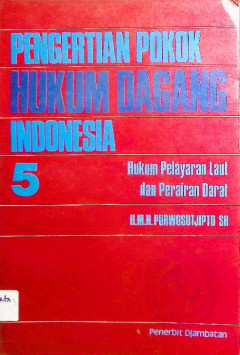 PENGERTIAN POKOK
HUKUM DAGANG
INDONESIA
5
Hukum Pelayaran Laut
dan Perairan Darat
H.M.N. PURWOSUTJIPTO SH
Penerbit Djambatan